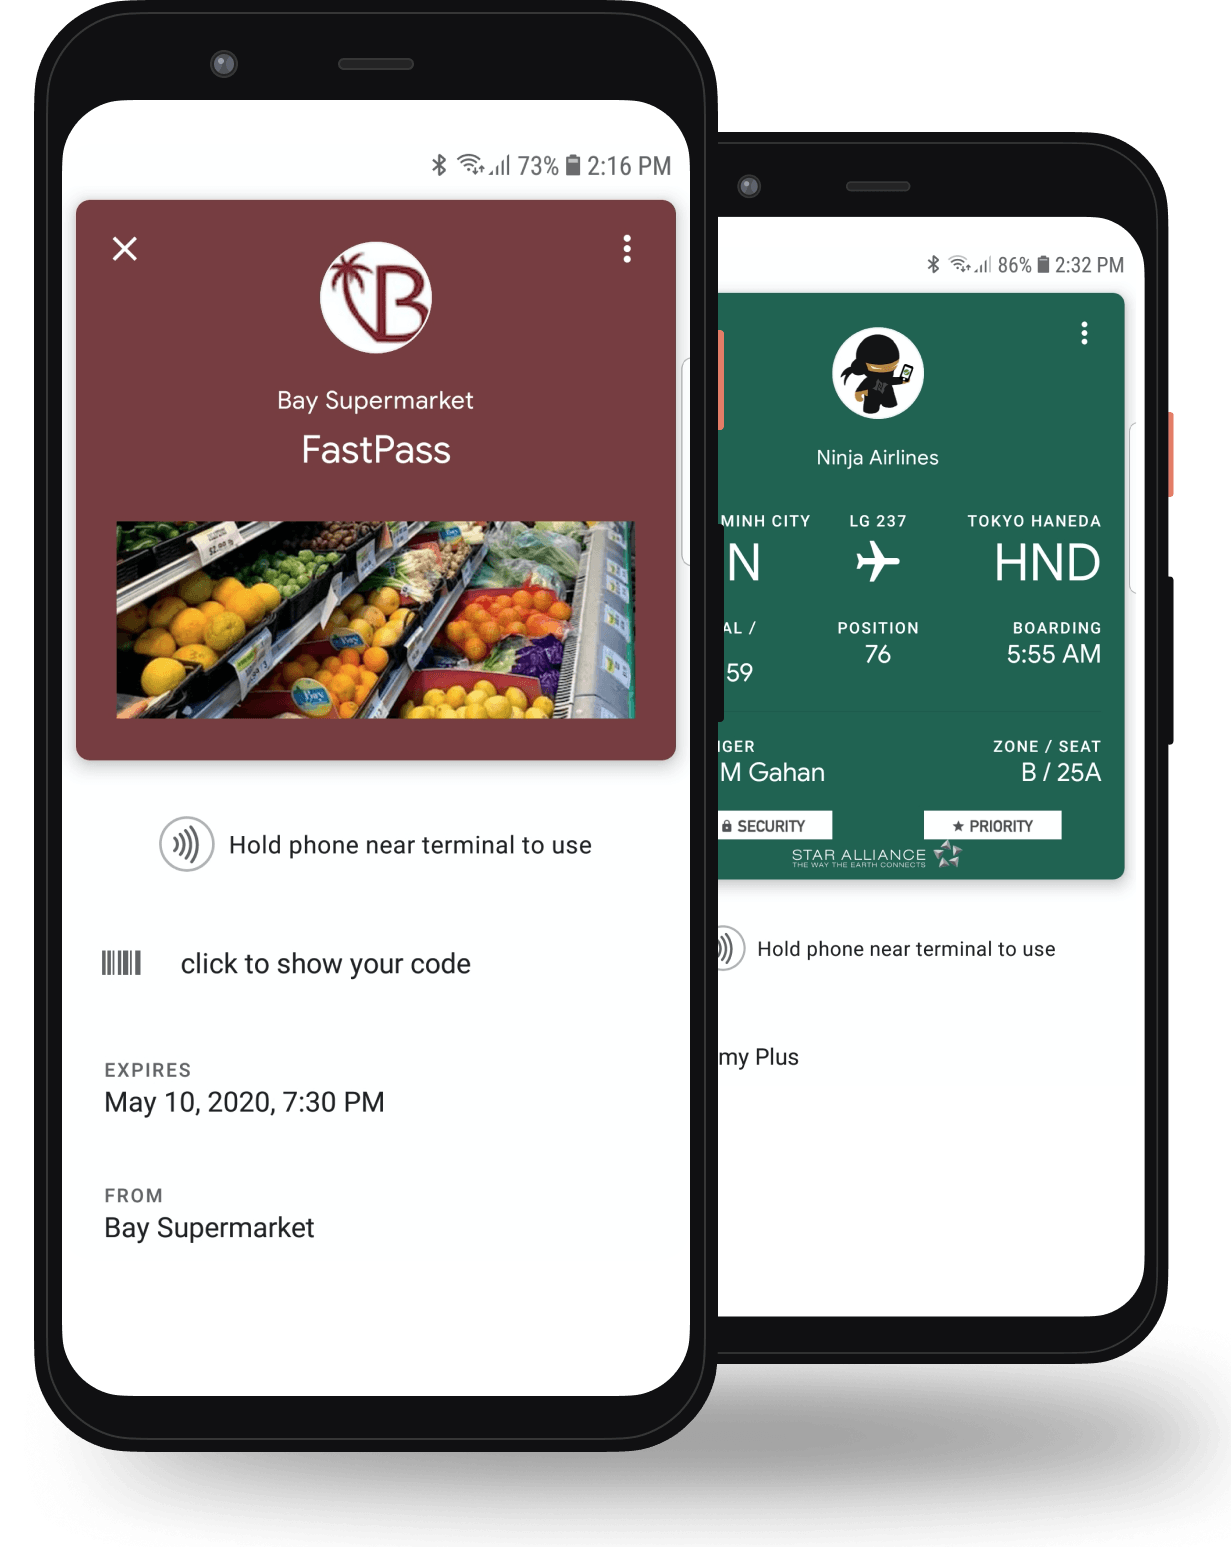 73% 2:16 PM
B
Bay Supermarket
FastPass
Hold phone near terminal to use
click to show your code
EXPIRES
May 10, 2020, 7:30 PM
FROM
Bay Supermarket
86% 2:32 PM
Ninja Airlines
MINH CITY LG 237 TOKYO HANEDA
N HND
AL / POSITION BOARDING
59 76 5:55 AM
GER ZONE / SEAT
M Gahan B / 25A
SECURITY PRIORITY
STAR ALLIANCE
THE WAY THE EARTH CONNECTS
Hold phone near terminal to use
my Plus